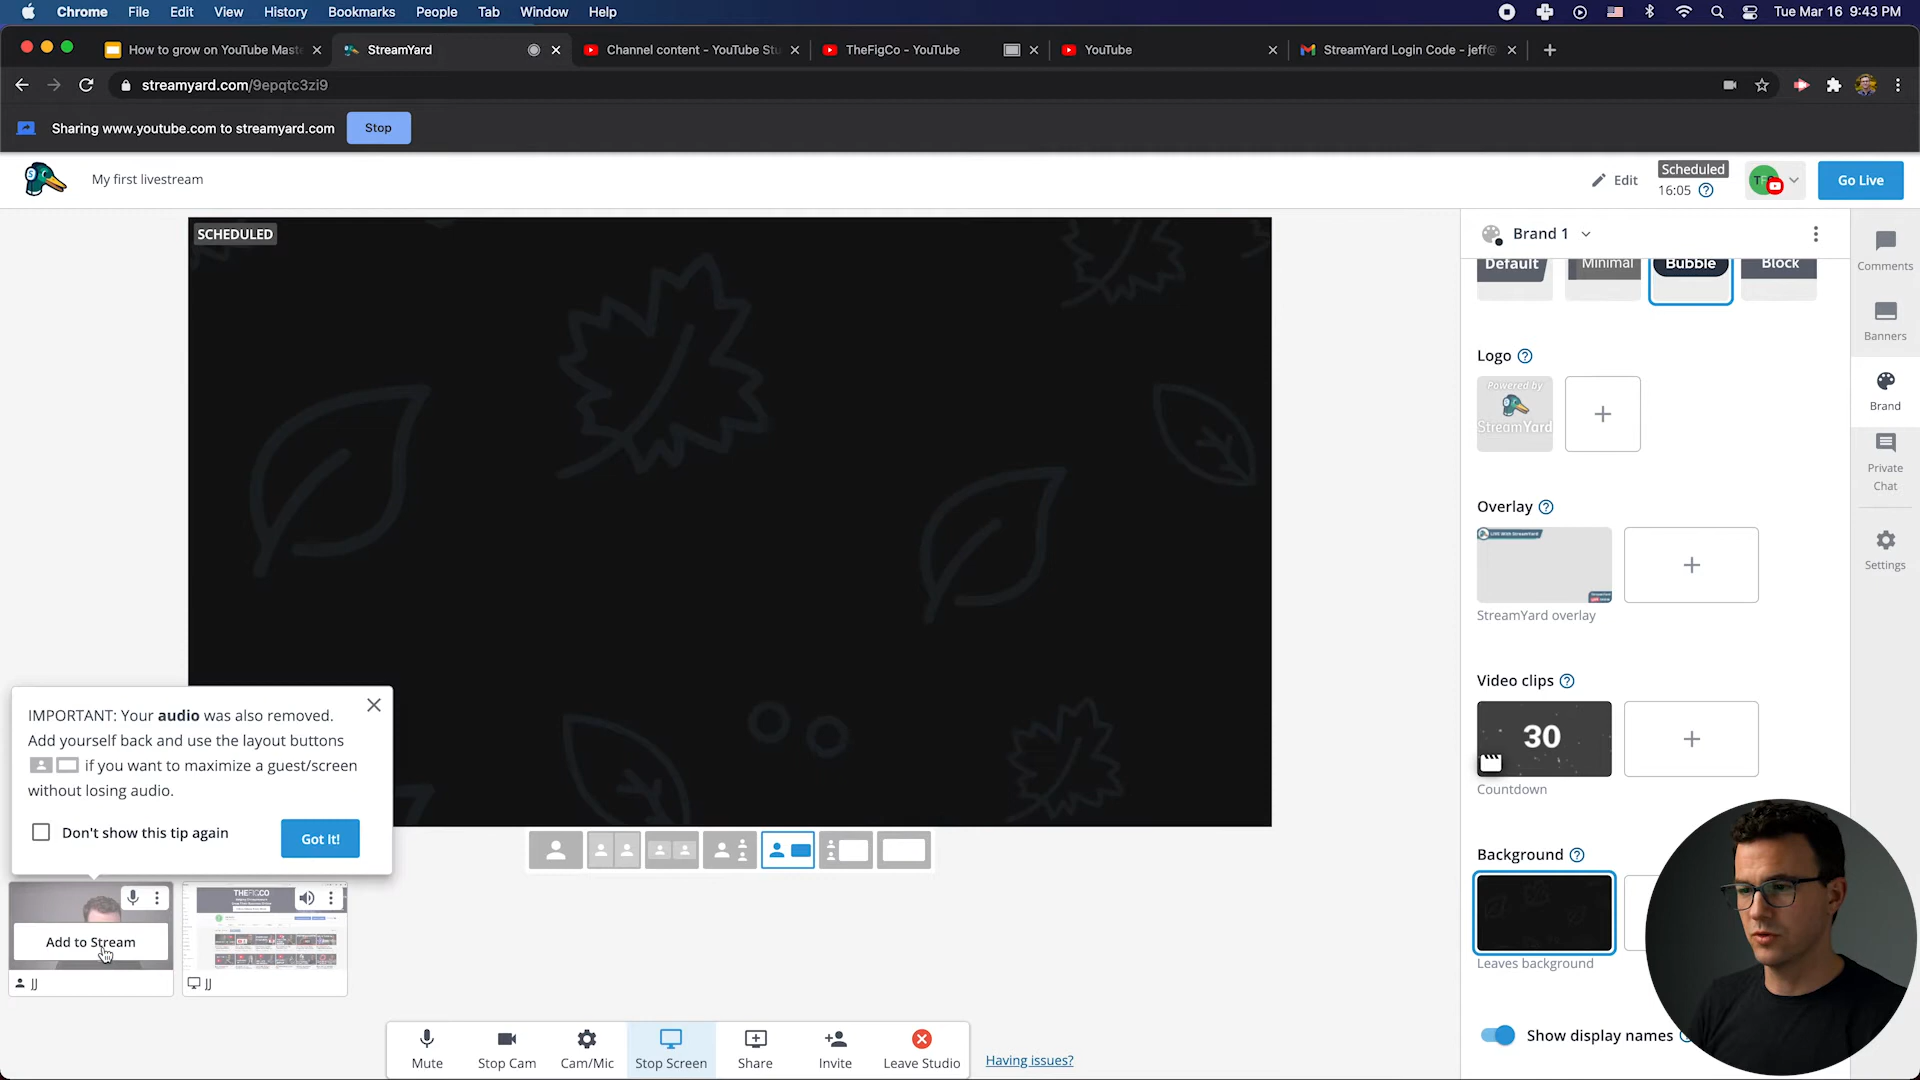 Chrome File Edit View History Bookmarks People Tab Window Help Tue Mar 16 9:43 PM
How to grow on YouTube Maste StreamYard Channel content - YouTube Stu TheFigCo - YouTube YouTube StreamYard Login Code - jeff@
streamyard.com/9epqtc3zi9
Sharing www.youtube.com to streamyard.com Stop
My first livestream Edit Scheduled 16:05 Go Live
SCHEDULED
Brand 1
Default Minimal Bubble Block
Logo
Powered by
StreamYard
Overlay
LIVE With StreamYard
StreamYard overlay
Video clips
30
Countdown
Background
Leaves background
Show display names
Comments
Banners
Brand
Private
Chat
Settings
IMPORTANT: Your audio was also removed.
Add yourself back and use the layout buttons
if you want to maximize a guest/screen
without losing audio.
Don't show this tip again Got It!
Add to Stream
JJ
THEFIGCO
JJ
Mute Stop Cam Cam/Mic Stop Screen Share Invite Leave Studio
Having issues?